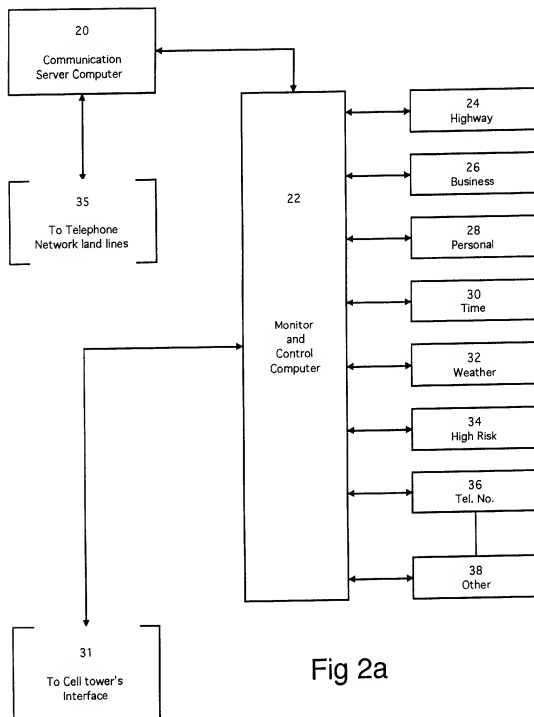 20
Communication
Server Computer
35
To Telephone
Network land lines
22
Monitor
and
Control
Computer
24
Highway
26
Business
28
Personal
30
Time
32
Weather
34
High Risk
36
Tel. No.
38
Other
31
To Cell tower's
Interface
Fig 2a